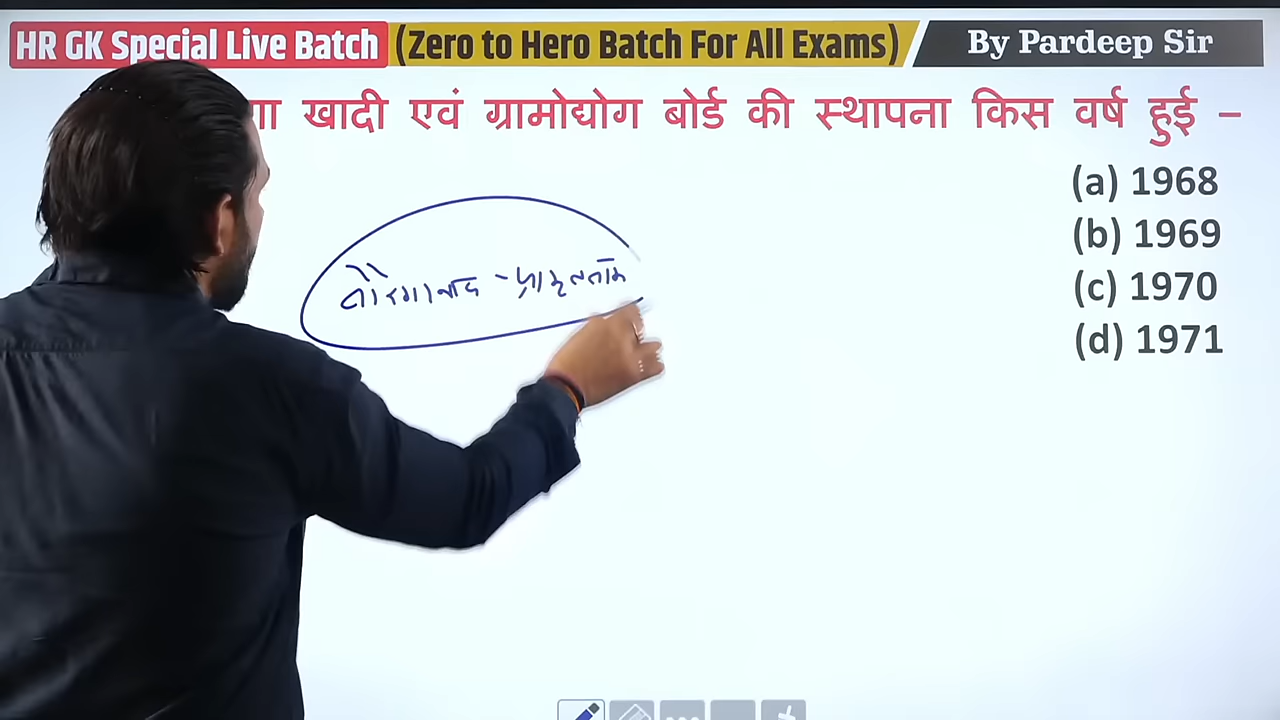 HR GK Special Live Batch (Zero to Hero Batch For All Exams) By Pardeep Sir
खादी एवं ग्रामोद्योग बोर्ड की स्थापना किस वर्ष हुई –
(a) 1968
(b) 1969
(c) 1970
(d) 1971